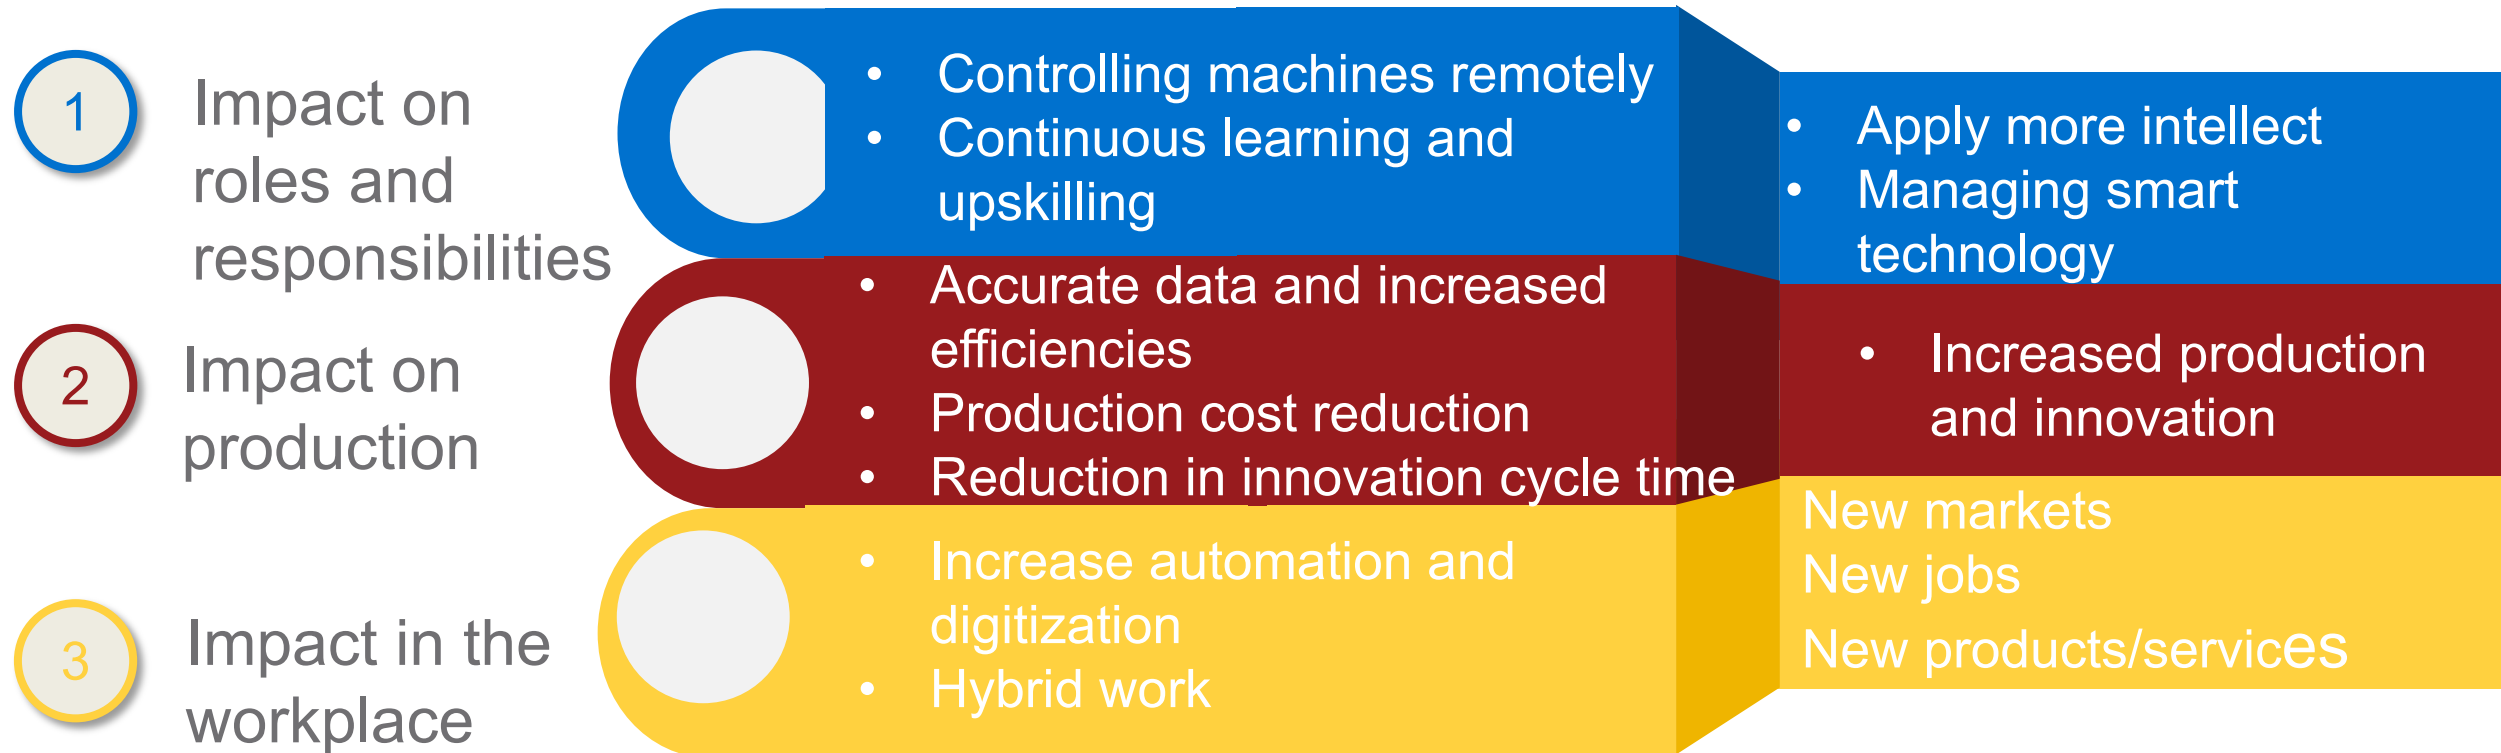 1
Impact on
roles and
responsibilities
• Controlling machines remotely
• Continuous learning and
upskilling
• Apply more intellect
• Managing smart
technology
2
Impact on
production
• Accurate data and increased
efficiencies
• Production cost reduction
• Reduction in innovation cycle time
• Increased production
and innovation
3
Impact in the
workplace
• Increase automation and
digitization
• Hybrid work
New markets
New jobs
New products/services